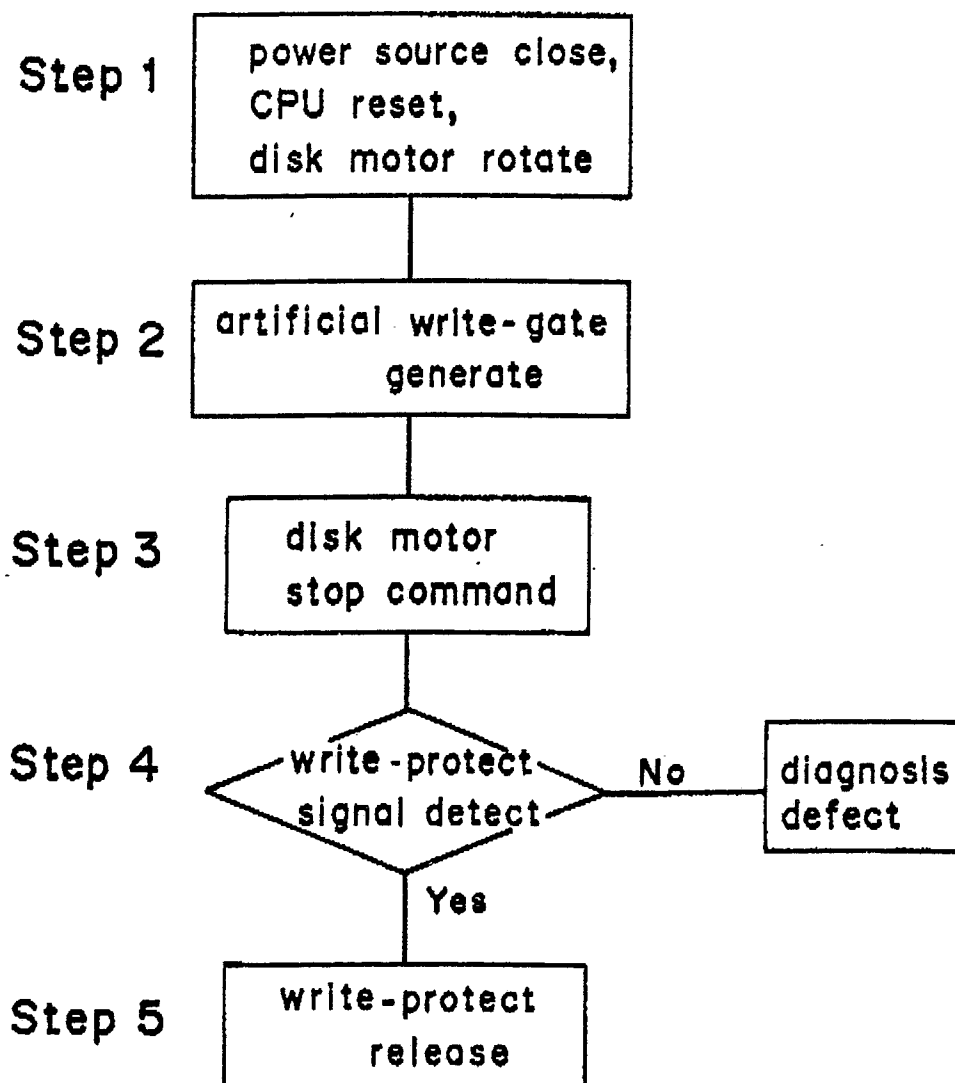 Step 1
power source close,
CPU reset,
disk motor rotate
Step 2
artificial write-gate
generate
Step 3
disk motor
stop command
Step 4
write-protect
signal detect
No
diagnosis
defect
Yes
Step 5
write-protect
release